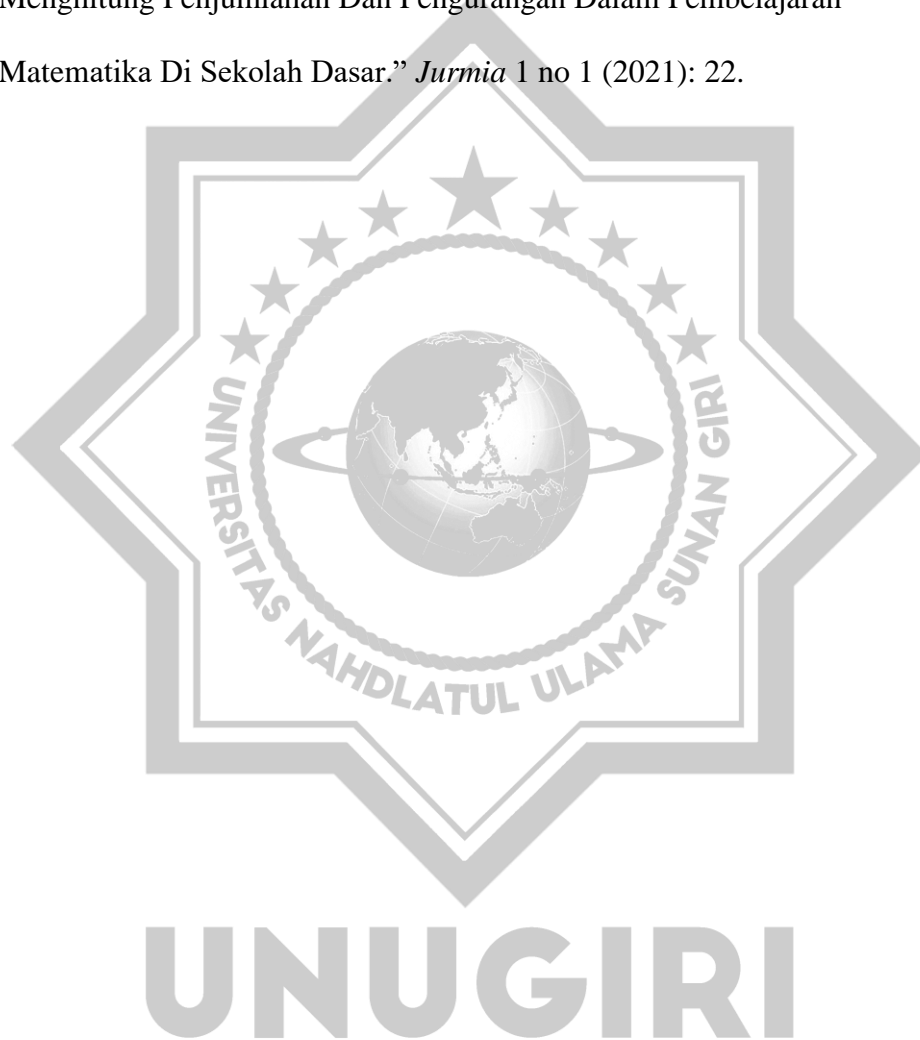 Menghitung Penjumlahan Dan Pengurangan Dalam Pembelajaran
Matematika Di Sekolah Dasar.” Jurmia 1 no 1 (2021): 22.
UNIVERSITAS NAHDLATUL ULAMA SUNAN GIRI
UNUGIRI